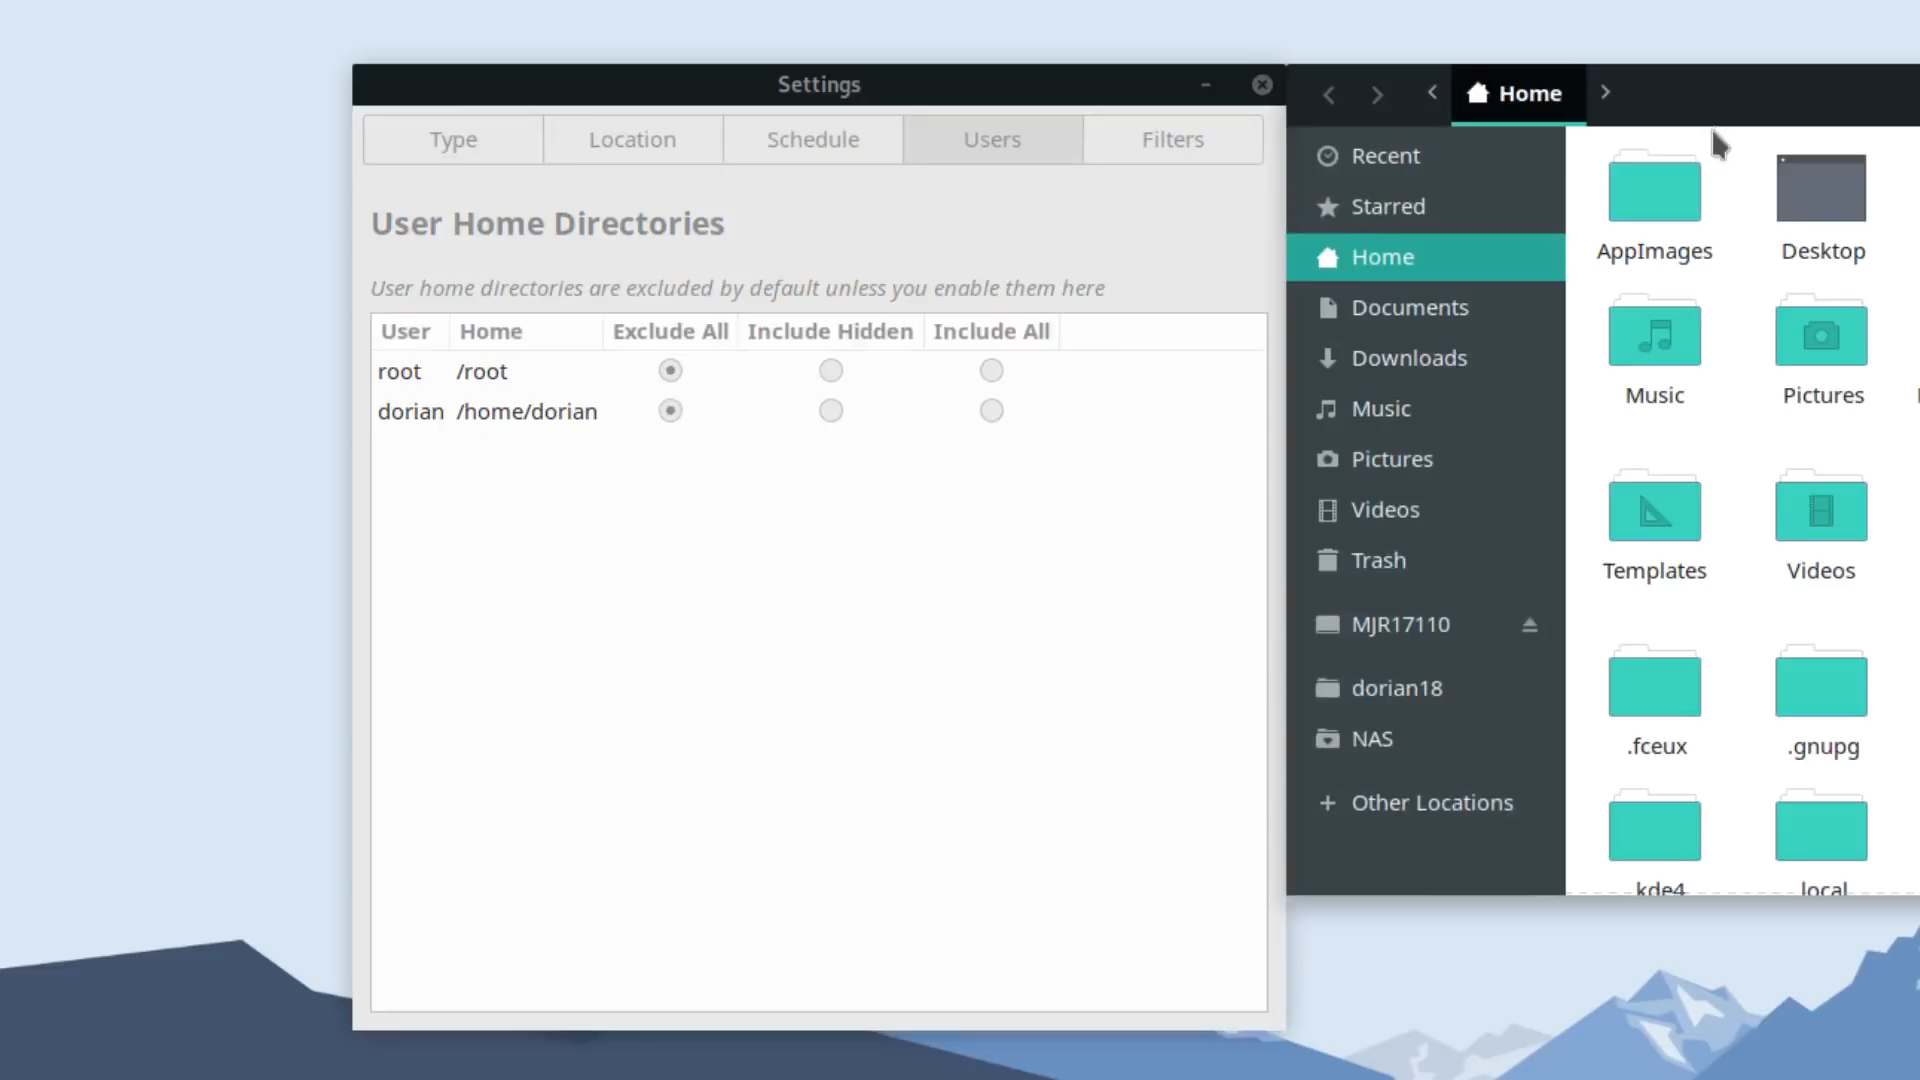 Settings
Type Location Schedule Users Filters
User Home Directories
User home directories are excluded by default unless you enable them here
User Home Exclude All Include Hidden Include All
root /root
dorian /home/dorian
Home
Recent
Starred
Home
Documents
Downloads
Music
Pictures
Videos
Trash
MJR17110
dorian18
NAS
Other Locations
AppImages Desktop
Music Pictures
Templates Videos
.fceux .gnupg
kde4 local